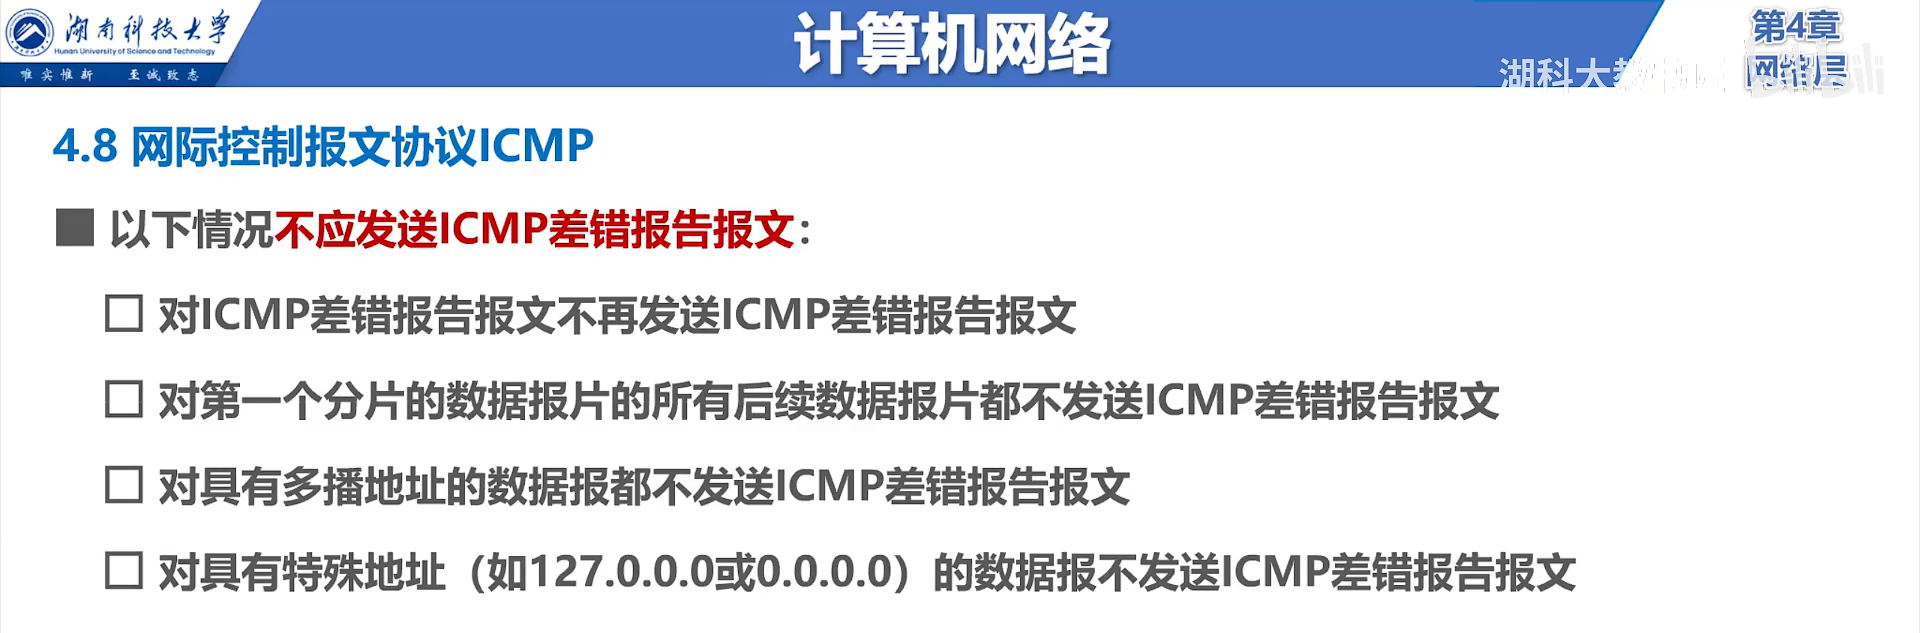 湖南科技大学
Hunan University of Science and Technology
唯实惟新 至诚致志
计算机网络
第4章
网络层
湖科大教
4.8 网际控制报文协议ICMP
■ 以下情况不应发送ICMP差错报告报文：
□ 对ICMP差错报告报文不再发送ICMP差错报告报文
□ 对第一个分片的数据报片的所有后续数据报片都不发送ICMP差错报告报文
□ 对具有多播地址的数据报都不发送ICMP差错报告报文
□ 对具有特殊地址（如127.0.0.0或0.0.0.0）的数据报不发送ICMP差错报告报文